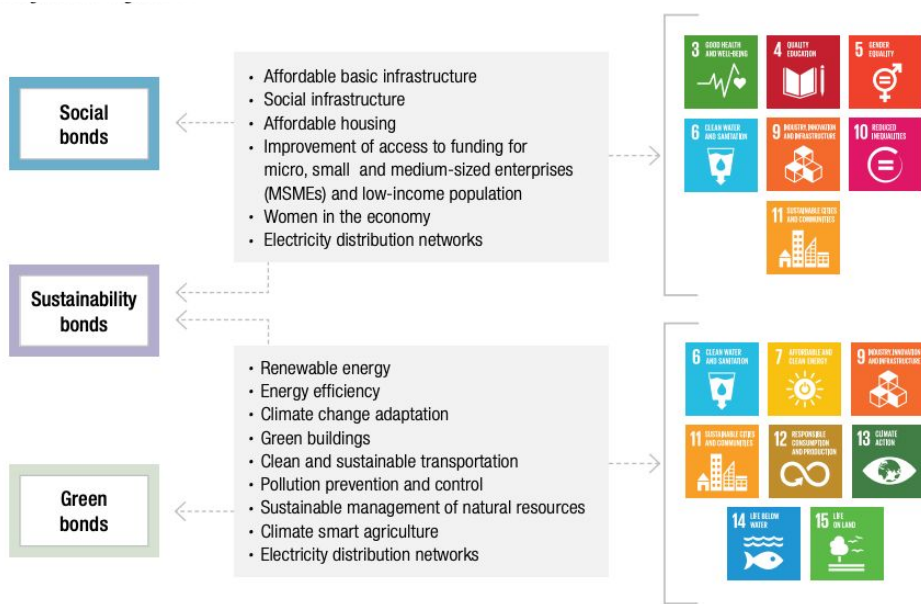 Social
bonds
• Affordable basic infrastructure
• Social infrastructure
• Affordable housing
• Improvement of access to funding for
micro, small and medium-sized enterprises
(MSMEs) and low-income population
• Women in the economy
• Electricity distribution networks
3 GOOD HEALTH
AND WELL-BEING
4 QUALITY
EDUCATION
5 GENDER
EQUALITY
6 CLEAN WATER
AND SANITATION
9 INDUSTRY, INNOVATION
AND INFRASTRUCTURE
10 REDUCED
INEQUALITIES
11 SUSTAINABLE CITIES
AND COMMUNITIES
Sustainability
bonds
Green
bonds
• Renewable energy
• Energy efficiency
• Climate change adaptation
• Green buildings
• Clean and sustainable transportation
• Pollution prevention and control
• Sustainable management of natural resources
• Climate smart agriculture
• Electricity distribution networks
6 CLEAN WATER
AND SANITATION
7 AFFORDABLE AND
CLEAN ENERGY
9 INDUSTRY, INNOVATION
AND INFRASTRUCTURE
11 SUSTAINABLE CITIES
AND COMMUNITIES
12 RESPONSIBLE
CONSUMPTION
AND PRODUCTION
13 CLIMATE
ACTION
14 LIFE BELOW
WATER
15 LIFE
ON LAND